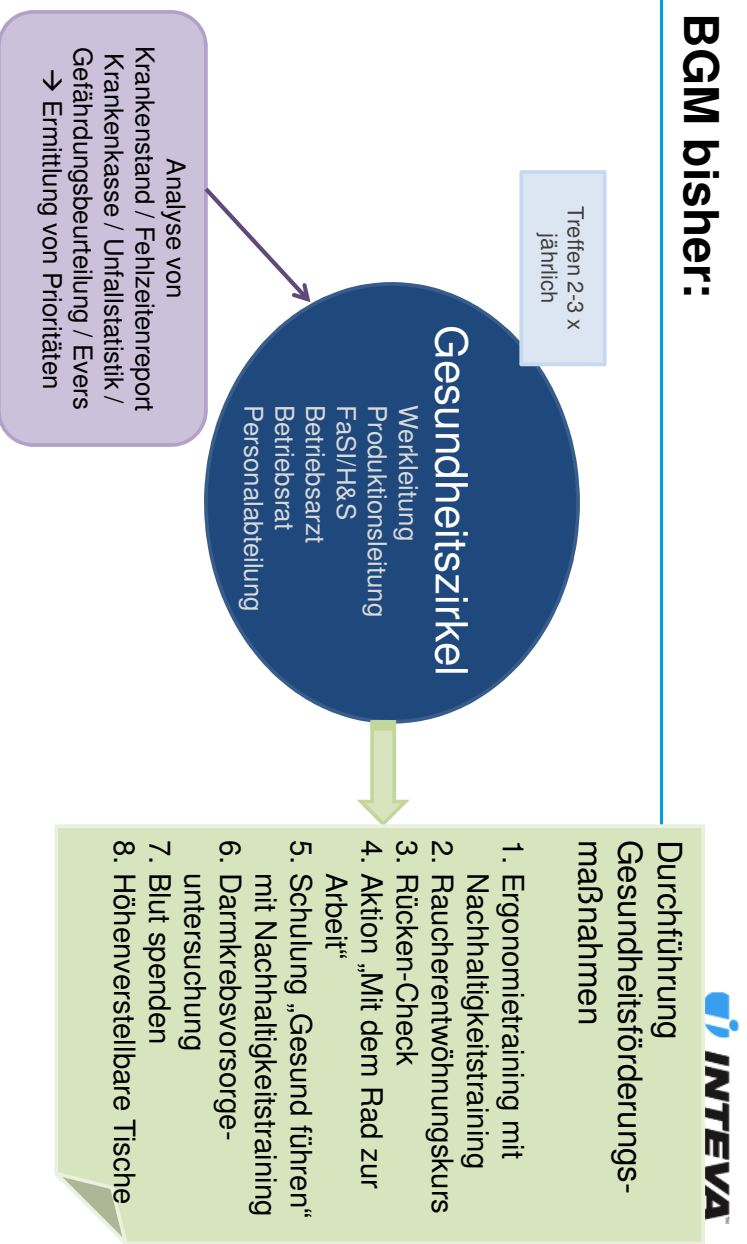 BGM bisher:
INTEVA
Treffen 2-3 x
jährlich
Gesundheitszirkel
Werkleitung
Produktionsleitung
FaSI/H&S
Betriebsarzt
Betriebsrat
Personalabteilung
Analyse von
Krankenstand / Fehlzeitenreport
Krankenkasse / Unfallstatistik /
Gefährdungsbeurteilung / Evers
→ Ermittlung von Prioritäten
Durchführung
Gesundheitsförderungs-
maßnahmen
1. Ergonomietraining mit
Nachhaltigkeitstraining
2. Raucherentwöhnungskurs
3. Rücken-Check
4. Aktion „Mit dem Rad zur
Arbeit“
5. Schulung „Gesund führen“
mit Nachhaltigkeitstraining
6. Darmkrebsvorsorge-
untersuchung
7. Blut spenden
8. Höhenverstellbare Tische